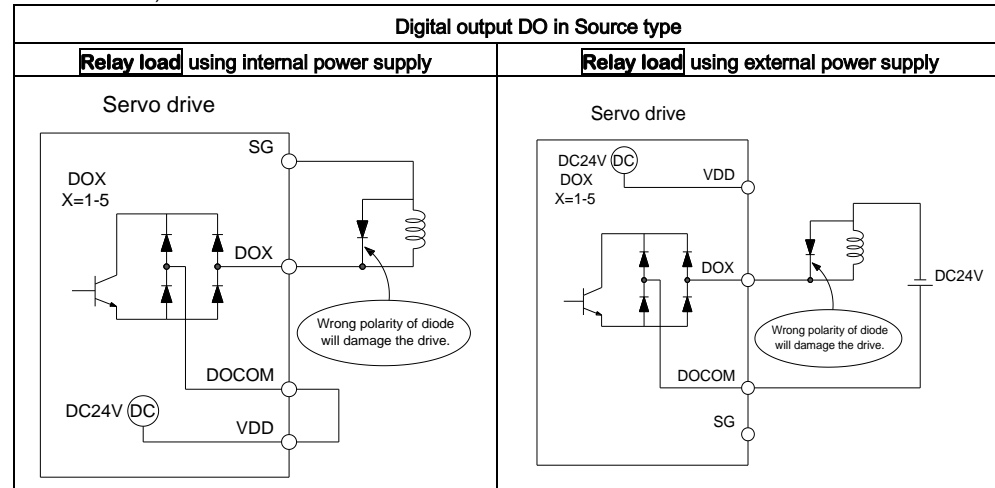 Digital output DO in Source type
Relay load using internal power supply
Relay load using external power supply
Servo drive
SG
DOX
X=1-5
DOX
Wrong polarity of diode
will damage the drive.
DOCOM
DC24V DC
VDD
Servo drive
DC24V DC
DOX
X=1-5
VDD
DOX
DC24V
Wrong polarity of diode
will damage the drive.
DOCOM
SG